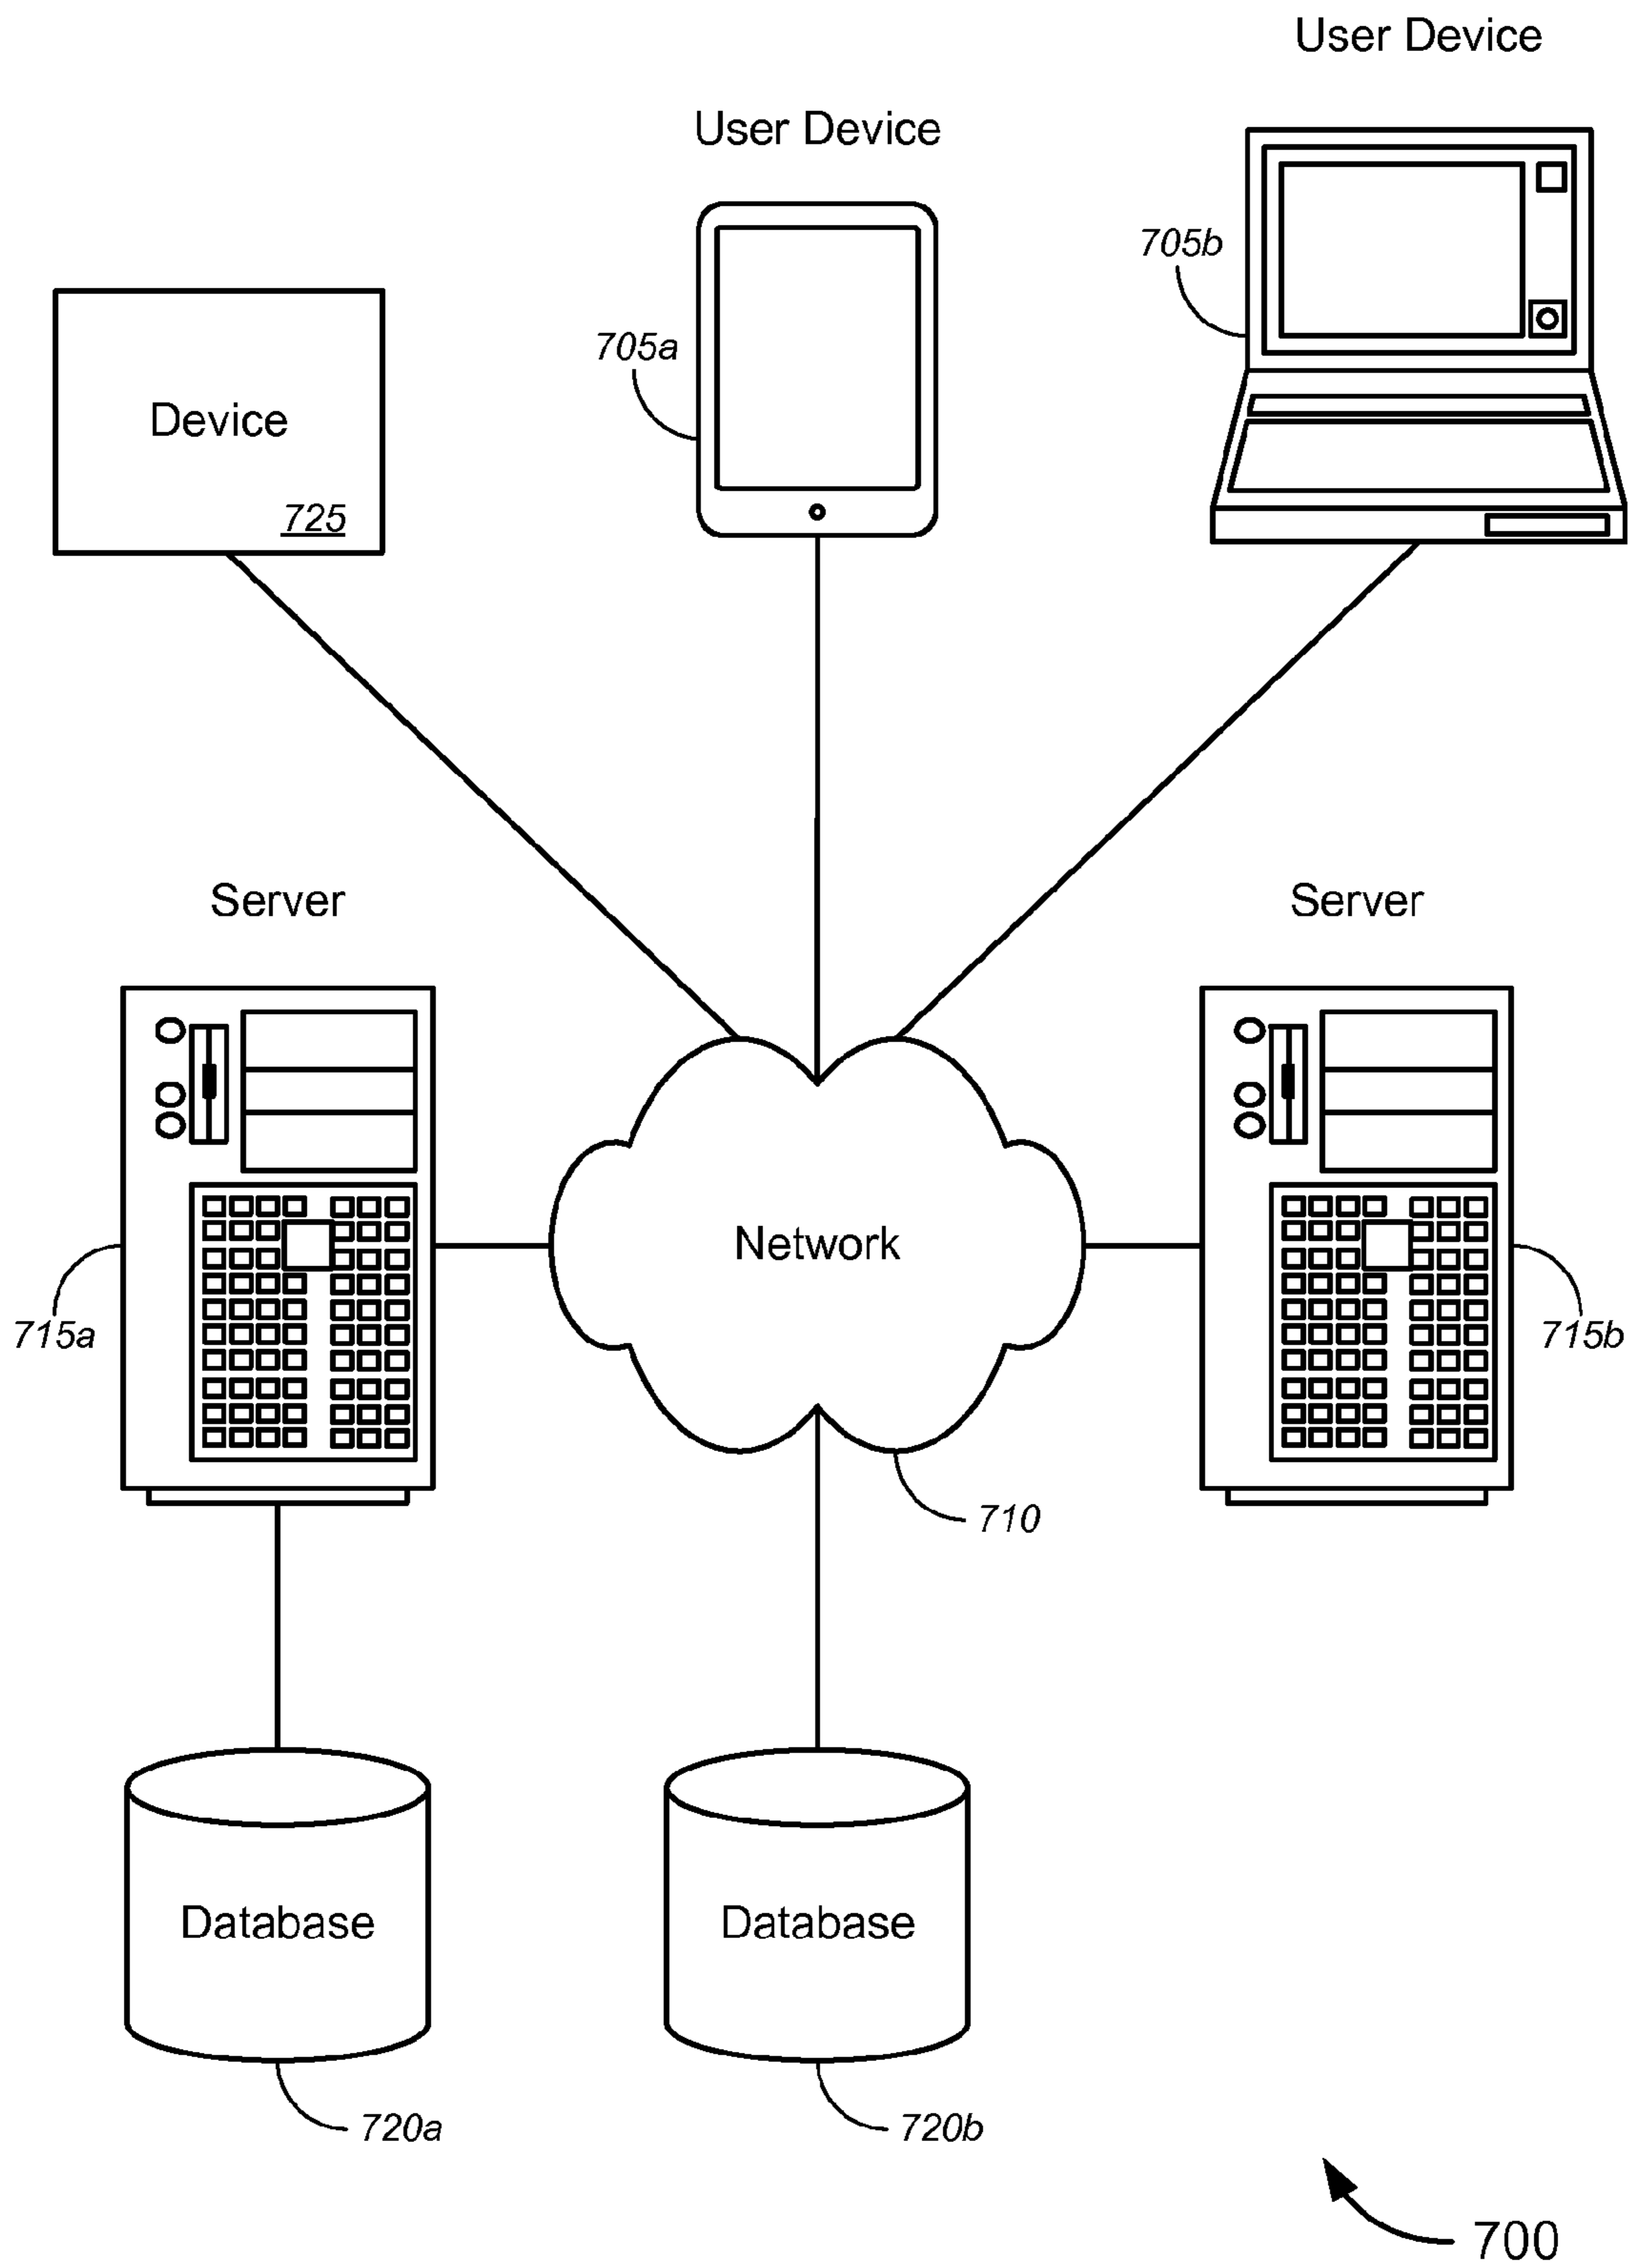 User Device
User Device
705b
705a
Device
725
Server
Server
Network
715a
715b
710
Database
Database
720a
720b
700